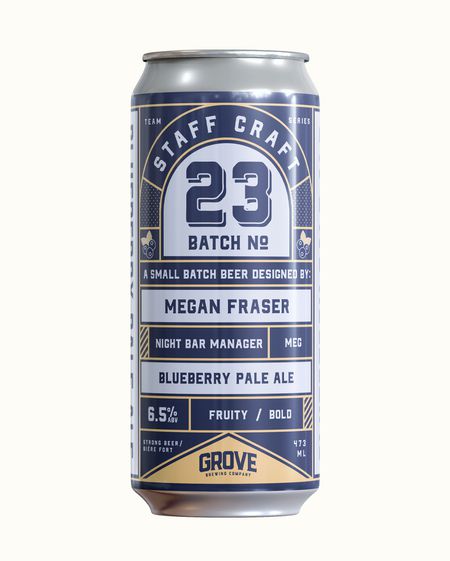 TEAM
SERIES
STAFF CRAFT
23
BATCH Nº
A SMALL BATCH BEER DESIGNED BY:
MEGAN FRASER
NIGHT BAR MANAGER
MEG
BLUEBERRY PALE ALE
6.5% ABV
FRUITY / BOLD
STRONG BEER/
BIÈRE FORT
473
ML
GROVE
BREWING COMPANY